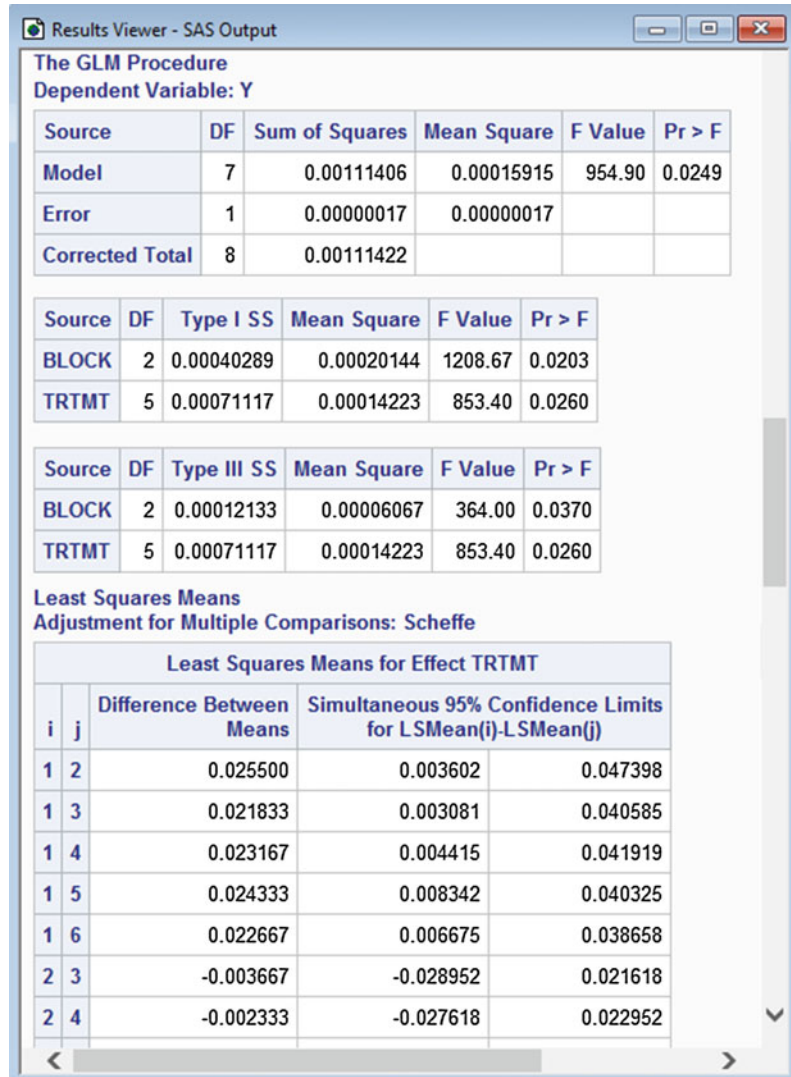 Results Viewer - SAS Output
The GLM Procedure
Dependent Variable: Y
Source DF Sum of Squares Mean Square F Value Pr > F
Model 7 0.00111406 0.00015915 954.90 0.0249
Error 1 0.00000017 0.00000017
Corrected Total 8 0.00111422
Source DF Type I SS Mean Square F Value Pr > F
BLOCK 2 0.00040289 0.00020144 1208.67 0.0203
TRTMT 5 0.00071117 0.00014223 853.40 0.0260
Source DF Type III SS Mean Square F Value Pr > F
BLOCK 2 0.00012133 0.00006067 364.00 0.0370
TRTMT 5 0.00071117 0.00014223 853.40 0.0260
Least Squares Means
Adjustment for Multiple Comparisons: Scheffe
Least Squares Means for Effect TRTMT
i j Difference Between Means Simultaneous 95% Confidence Limits for LSMean(i)-LSMean(j)
1 2 0.025500 0.003602 0.047398
1 3 0.021833 0.003081 0.040585
1 4 0.023167 0.004415 0.041919
1 5 0.024333 0.008342 0.040325
1 6 0.022667 0.006675 0.038658
2 3 -0.003667 -0.028952 0.021618
2 4 -0.002333 -0.027618 0.022952